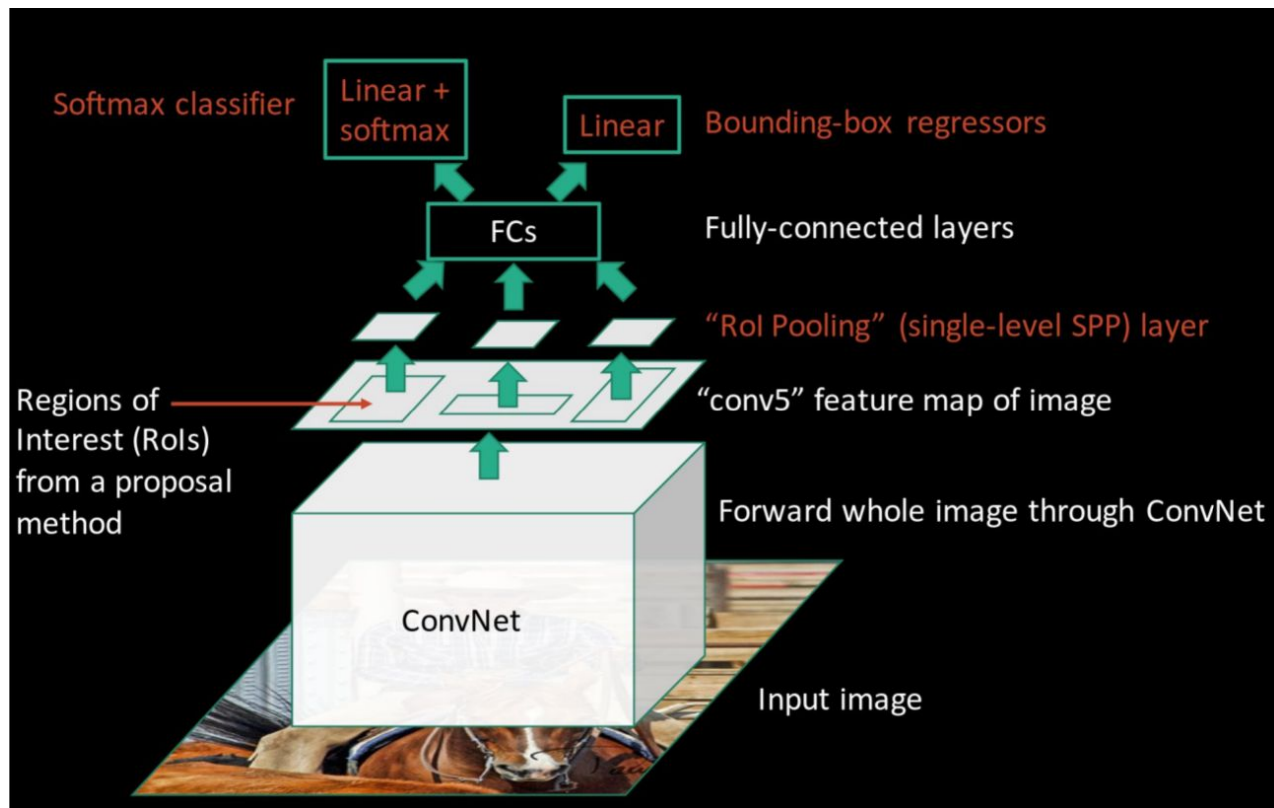 Softmax classifier
Linear +
softmax
Linear
Bounding-box regressors
FCs
Fully-connected layers
“RoI Pooling” (single-level SPP) layer
Regions of
Interest (RoIs)
from a proposal
method
“conv5” feature map of image
Forward whole image through ConvNet
ConvNet
Input image